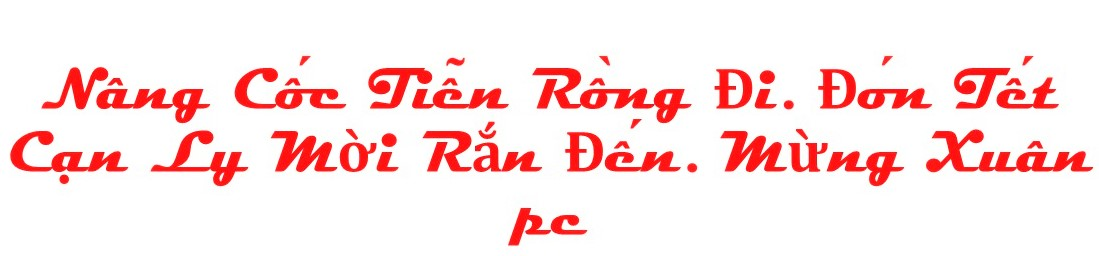 Nâng Cốc Tiễn Rồng Đi. Đón Tết
Cạn Ly Mời Rắn Đến. Mừng Xuân
pc